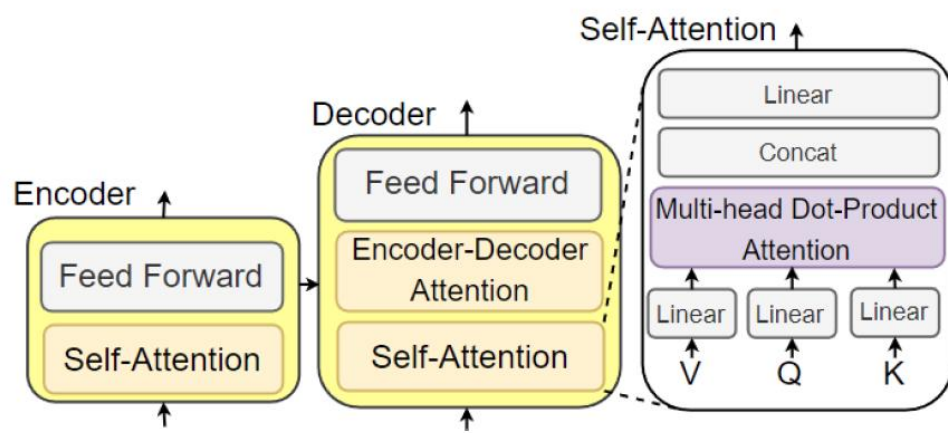 Encoder
Feed Forward
Self-Attention
Decoder
Feed Forward
Encoder-Decoder
Attention
Self-Attention
Self-Attention
Linear
Concat
Multi-head Dot-Product
Attention
Linear Linear Linear
V Q K